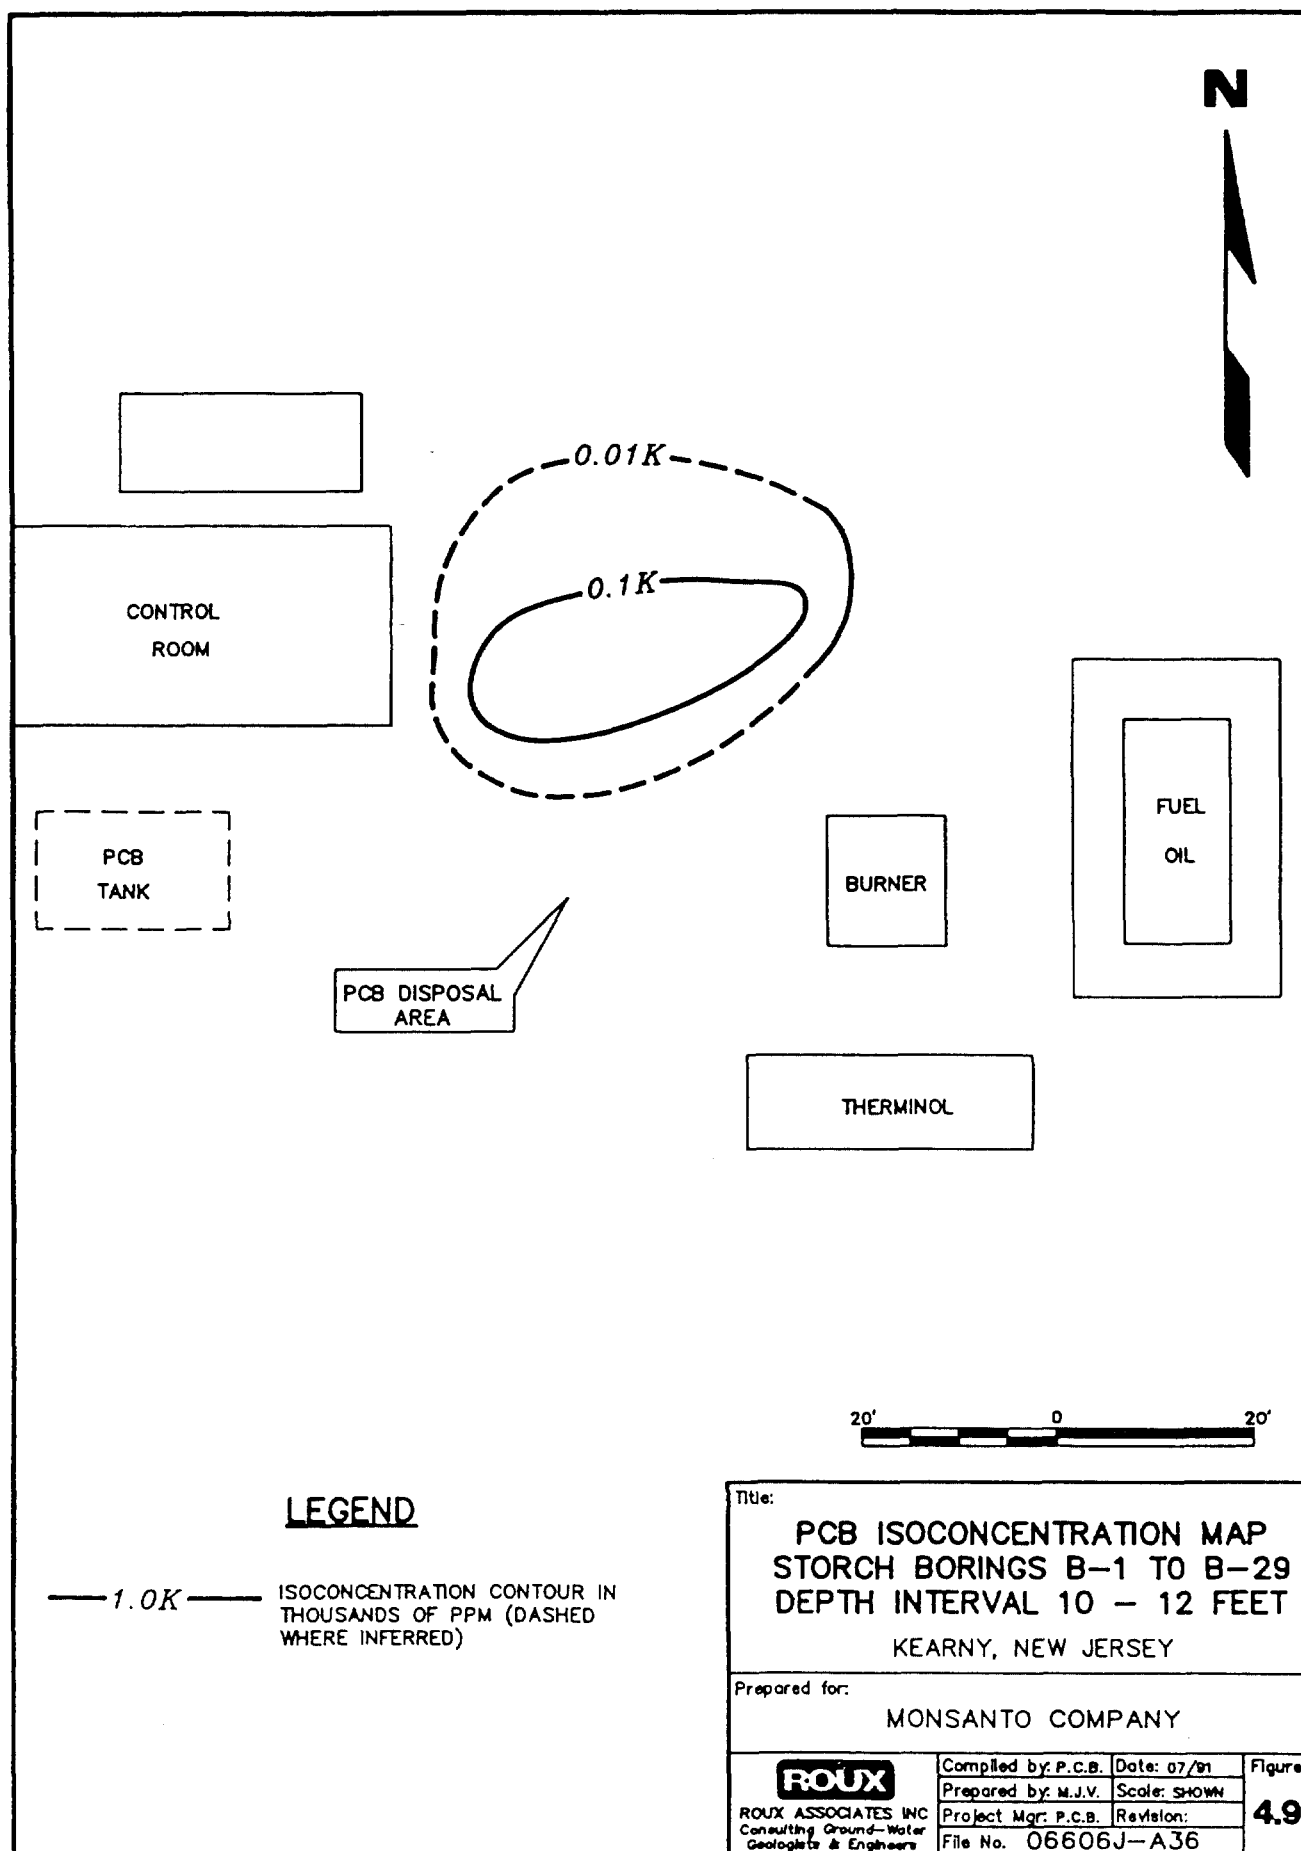 N
0.01K
0.1K
CONTROL
ROOM
FUEL
OIL
PCB
TANK
BURNER
PCB DISPOSAL
AREA
THERMINOL
20' 0 20'
LEGEND
1.0K ISOCONCENTRATION CONTOUR IN
THOUSANDS OF PPM (DASHED
WHERE INFERRED)
Title:
PCB ISOCONCENTRATION MAP
STORCH BORINGS B-1 TO B-29
DEPTH INTERVAL 10 - 12 FEET
KEARNY, NEW JERSEY
Prepared for:
MONSANTO COMPANY
ROUX
ROUX ASSOCIATES INC
Consulting Ground-Water
Geologists & Engineers
Compiled by: P.C.B. Date: 07/91
Prepared by: M.J.V. Scale: SHOWN
Project Mgr: P.C.B. Revision:
File No. 06606J-A36
Figure
4.9